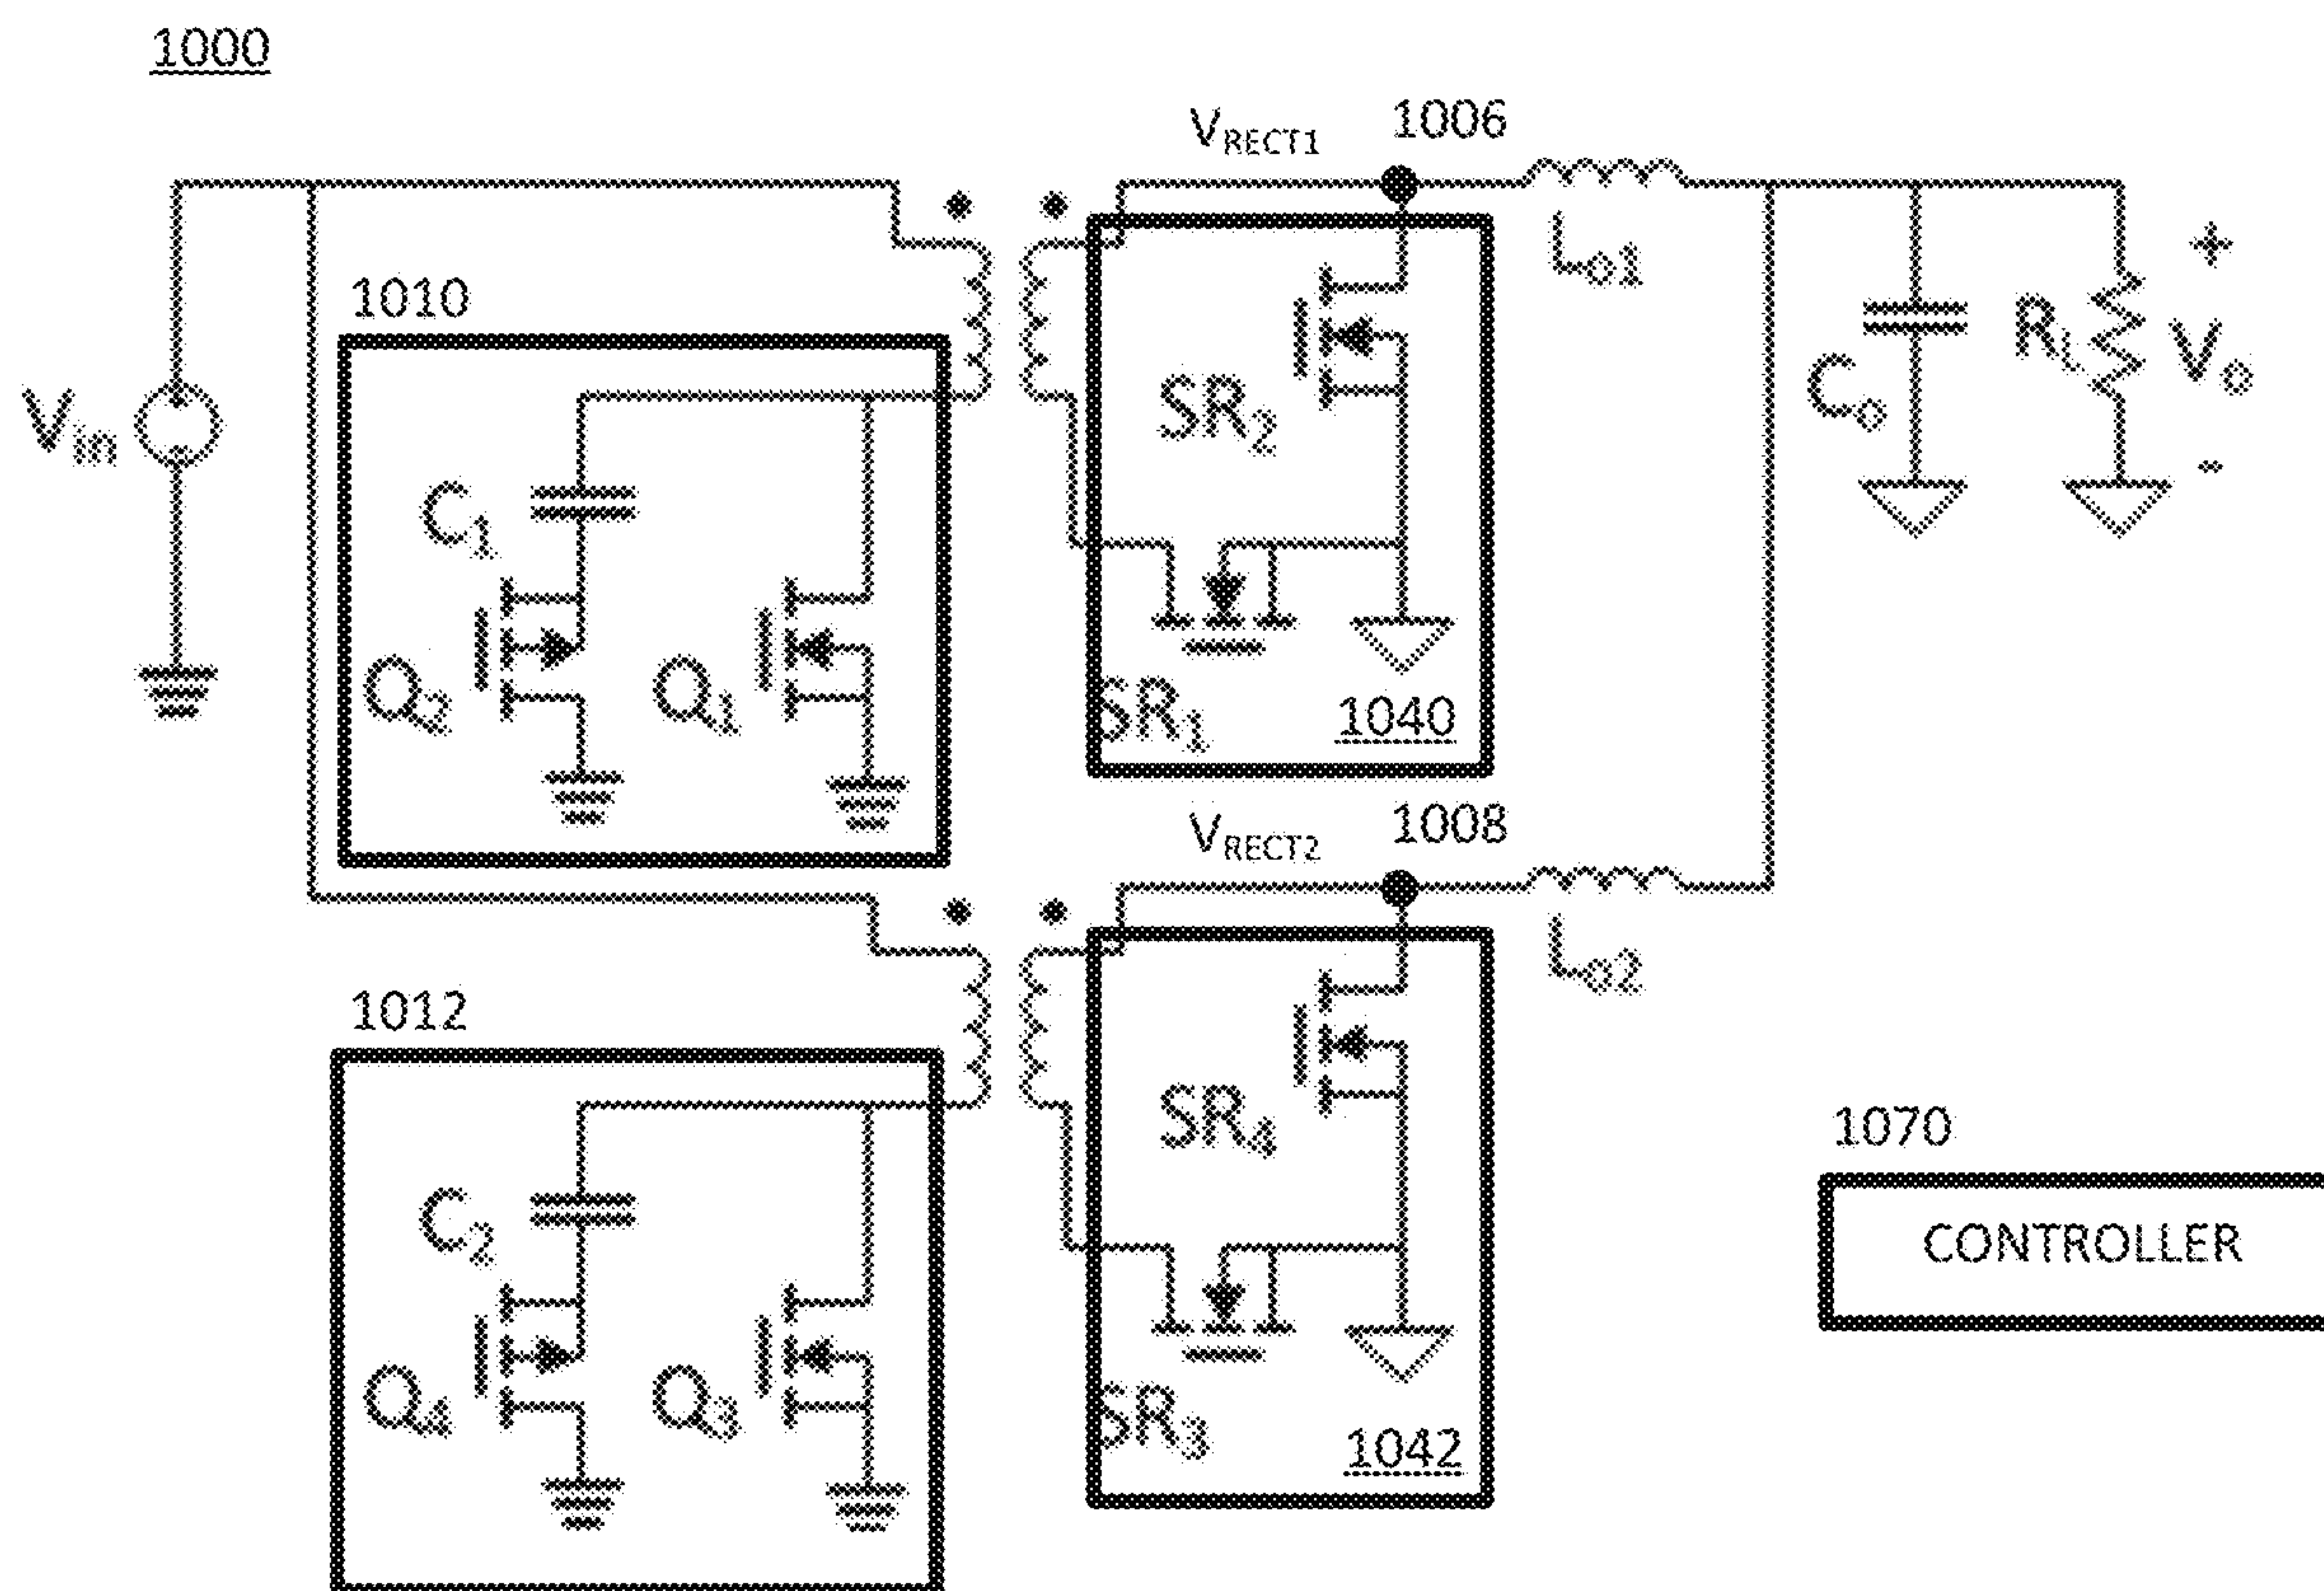 1000
V_RECT1 1006
L_o1
1010
+
V_in
R_L
V_o
C_o
-
SR_2
C_1
Q_2 Q_1
SR_1 1040
V_RECT2 1008
L_o2
1012
SR_4
1070
CONTROLLER
C_2
Q_4 Q_3
SR_3 1042